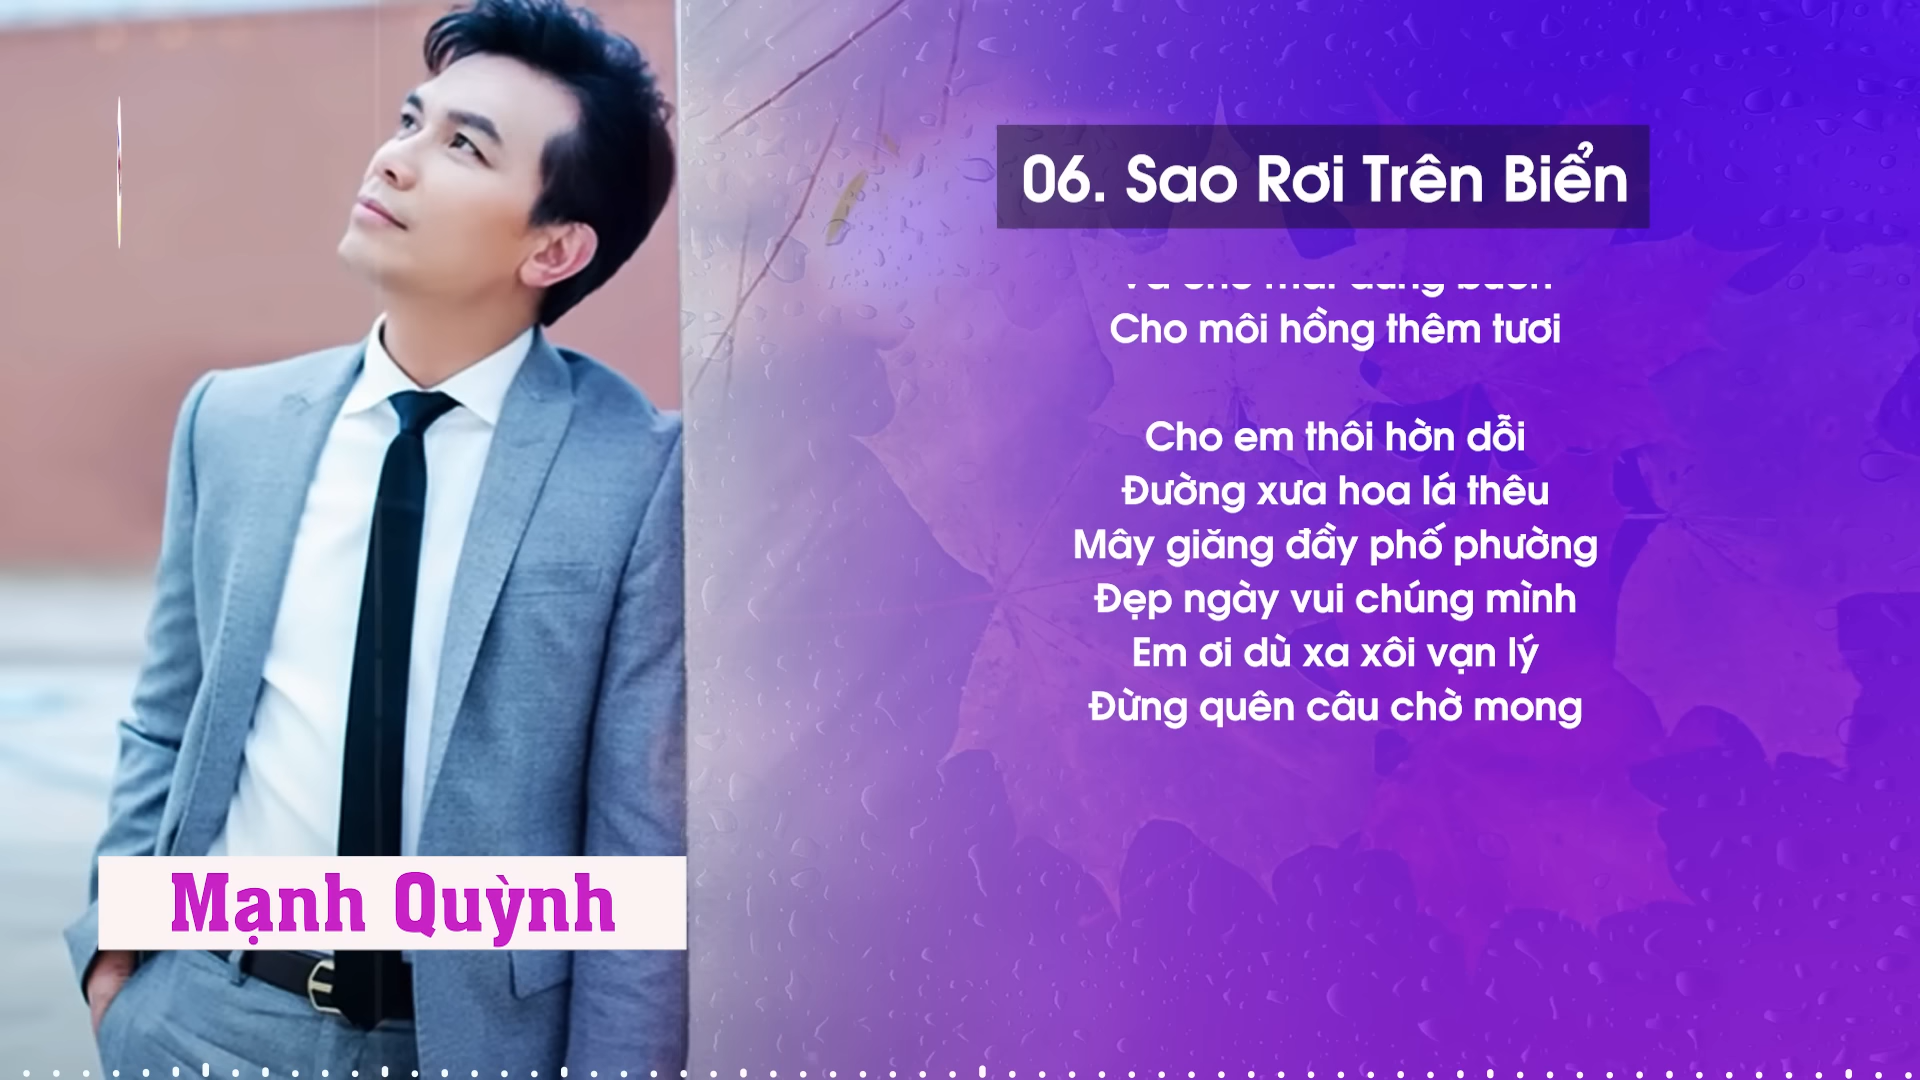 06. Sao Rơi Trên Biển
Cho môi hồng thêm tươi
Cho em thôi hờn dỗi
Đường xưa hoa lá thêu
Mây giăng đầy phố phường
Đẹp ngày vui chúng mình
Em ơi dù xa xôi vạn lý
Đừng quên câu chờ mong
Mạnh Quỳnh